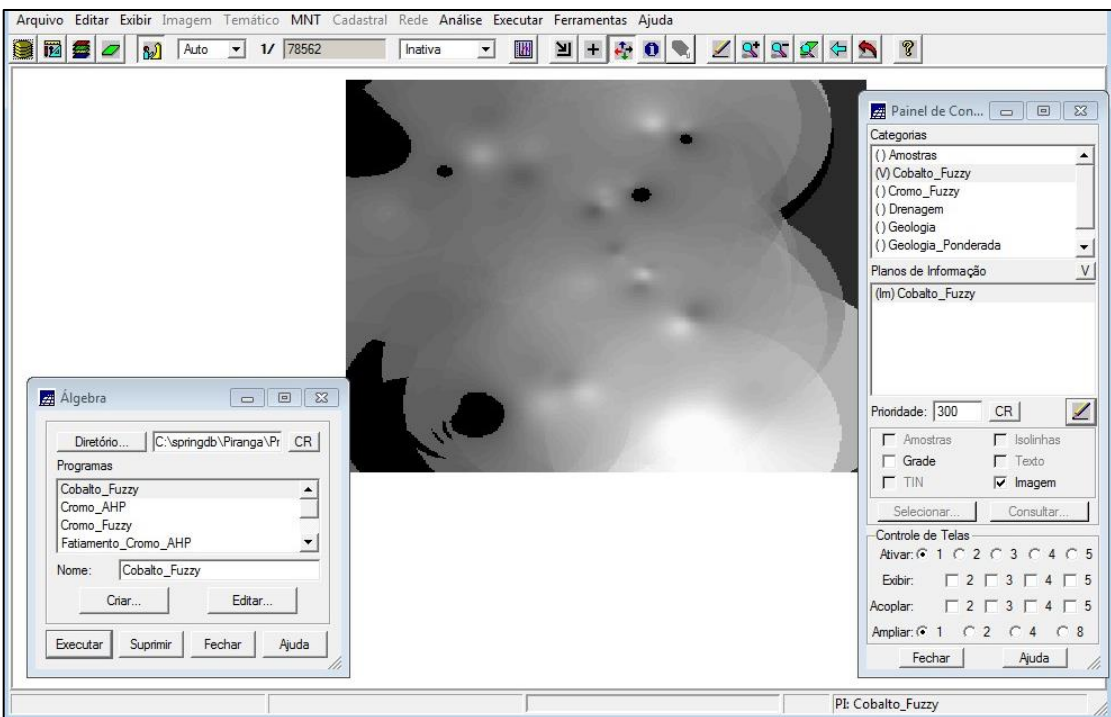 Arquivo Editar Exibir Imagem Temático MNT Cadastral Rede Análise Executar Ferramentas Ajuda
Auto 1/ 78562 Inativa
Painel de Con...
Categorias
( ) Amostras
(V) Cobalto_Fuzzy
( ) Cromo_Fuzzy
( ) Drenagem
( ) Geologia
( ) Geologia_Ponderada
Planos de Informação V
(Im) Cobalto_Fuzzy
Prioridade: 300 CR
Amostras Isolinhas
Grade Texto
TIN Imagem
Selecionar... Consultar...
Controle de Telas
Ativar: 1 2 3 4 5
Exibir: 2 3 4 5
Acoplar: 2 3 4 5
Ampliar: 1 2 4 8
Fechar Ajuda
Álgebra
Diretório... C:\springdb\Piranga\Pr CR
Programas
Cobalto_Fuzzy
Cromo_AHP
Cromo_Fuzzy
Fatiamento_Cromo_AHP
Nome: Cobalto_Fuzzy
Criar... Editar...
Executar Suprimir Fechar Ajuda
PI: Cobalto_Fuzzy